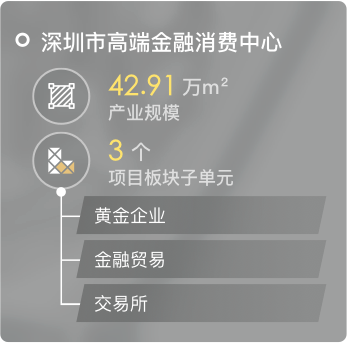 深圳市高端金融消费中心
42.91 万m²
产业规模
3 个
项目板块子单元
黄金企业
金融贸易
交易所